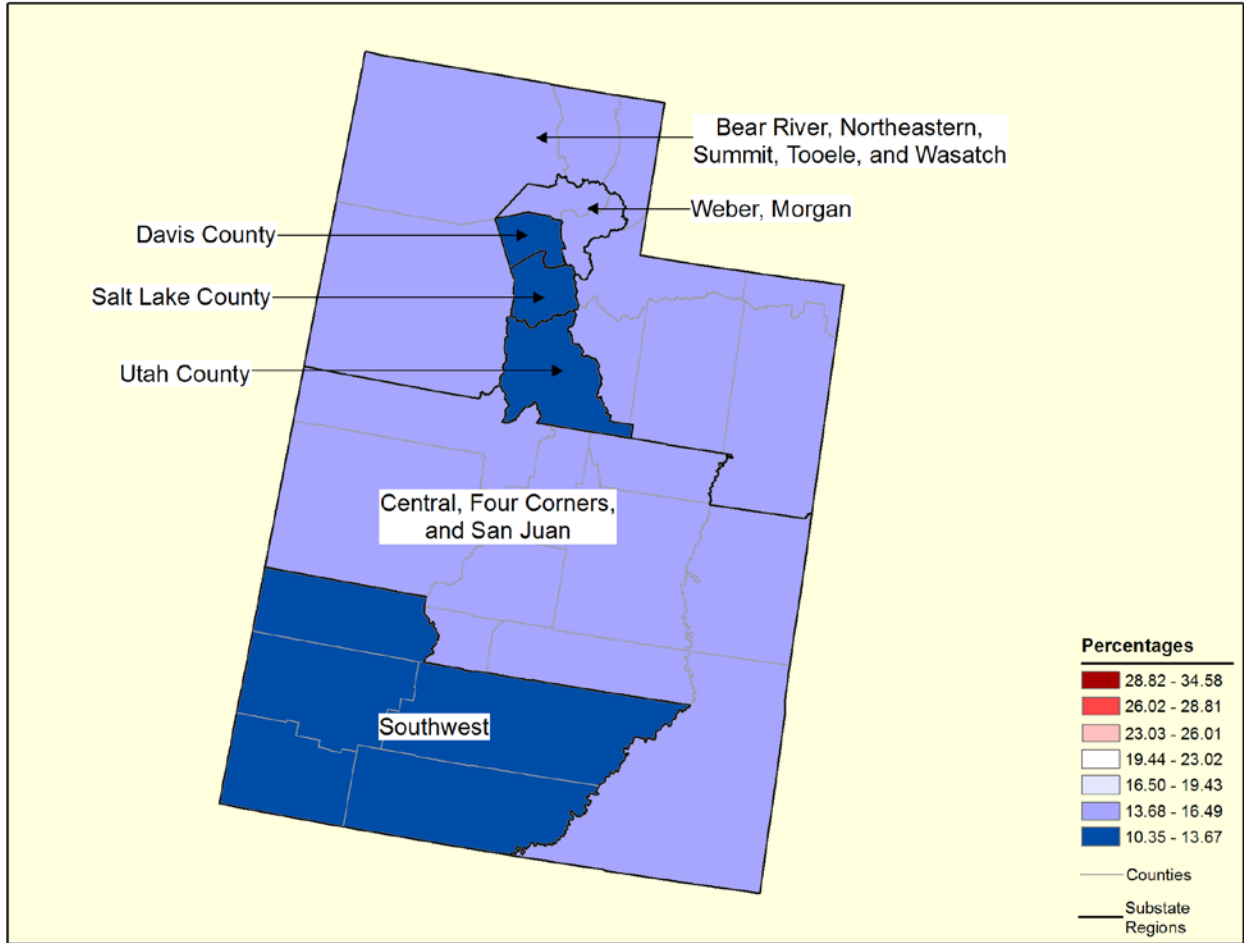 Bear River, Northeastern,
Summit, Tooele, and Wasatch
Weber, Morgan
Davis County
Salt Lake County
Utah County
Central, Four Corners,
and San Juan
Southwest
Percentages
28.82 - 34.58
26.02 - 28.81
23.03 - 26.01
19.44 - 23.02
16.50 - 19.43
13.68 - 16.49
10.35 - 13.67
Counties
Substate
Regions